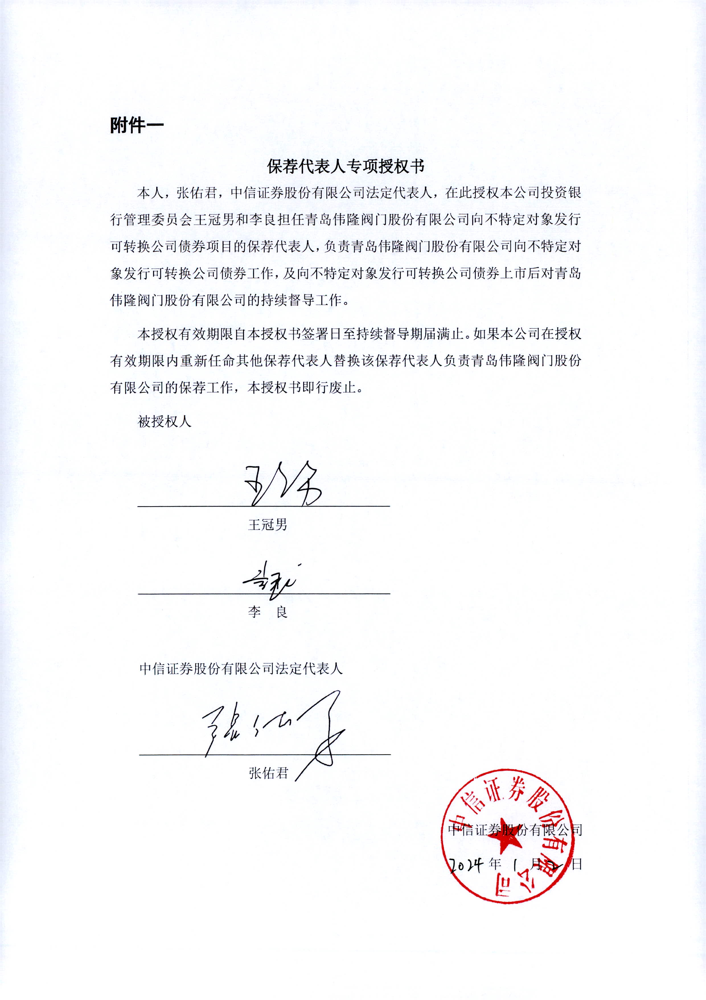 附件一
保荐代表人专项授权书
本人，张佑君，中信证券股份有限公司法定代表人，在此授权本公司投资银
行管理委员会王冠男和李良担任青岛伟隆阀门股份有限公司向不特定对象发行
可转换公司债券项目的保荐代表人，负责青岛伟隆阀门股份有限公司向不特定对
象发行可转换公司债券工作，及向不特定对象发行可转换公司债券上市后对青岛
伟隆阀门股份有限公司的持续督导工作。
本授权有效期限自本授权书签署日至持续督导期届满止。如果本公司在授权
有效期限内重新任命其他保荐代表人替换该保荐代表人负责青岛伟隆阀门股份
有限公司的保荐工作，本授权书即行废止。
被授权人
王冠男
李 良
中信证券股份有限公司法定代表人
张佑君
张佑君
中信证券股份有限公司
中信证券股份有限公司
2024年1月2日